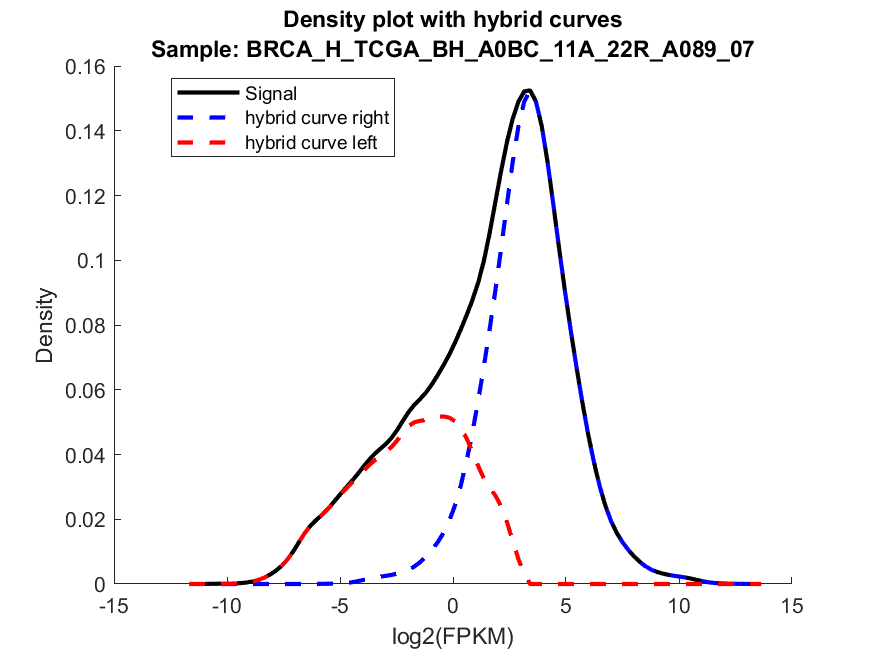 Density plot with hybrid curves
Sample: BRCA_H_TCGA_BH_A0BC_11A_22R_A089_07
Signal
hybrid curve right
hybrid curve left
0.16
0.14
0.12
0.1
0.08
0.06
0.04
0.02
0
Density
-15
-10
-5
0
5
10
15
log2(FPKM)